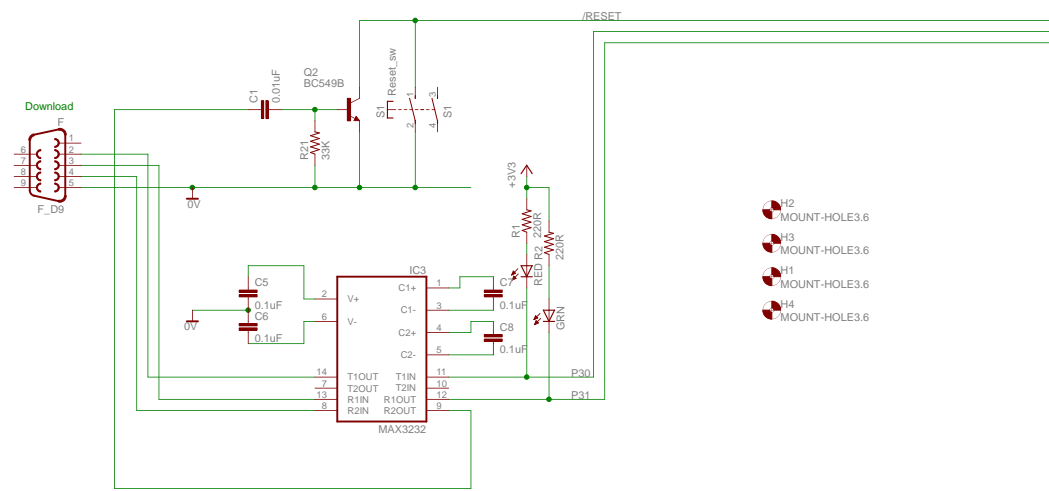 /RESET
Reset_sw
Q2
BC549B
C1
0.01uF
S1
1
2
3
4
S1
Download
F
1
6
2
7
3
8
4
9
5
F_D9
R21
33K
0V
+3V3
R1
220R
R2
220R
RED
GRN
H2
MOUNT-HOLE3.6
H3
MOUNT-HOLE3.6
H1
MOUNT-HOLE3.6
H4
MOUNT-HOLE3.6
IC3
C5
0.1uF
C6
0.1uF
0V
2
V+
6
V-
C1+
1
C1-
3
C2+
4
C2-
5
C7
0.1uF
C8
0.1uF
14
T1OUT
T1IN
11
7
T2OUT
T2IN
10
13
R1IN
R1OUT
12
8
R2IN
R2OUT
9
MAX3232
P30
P31